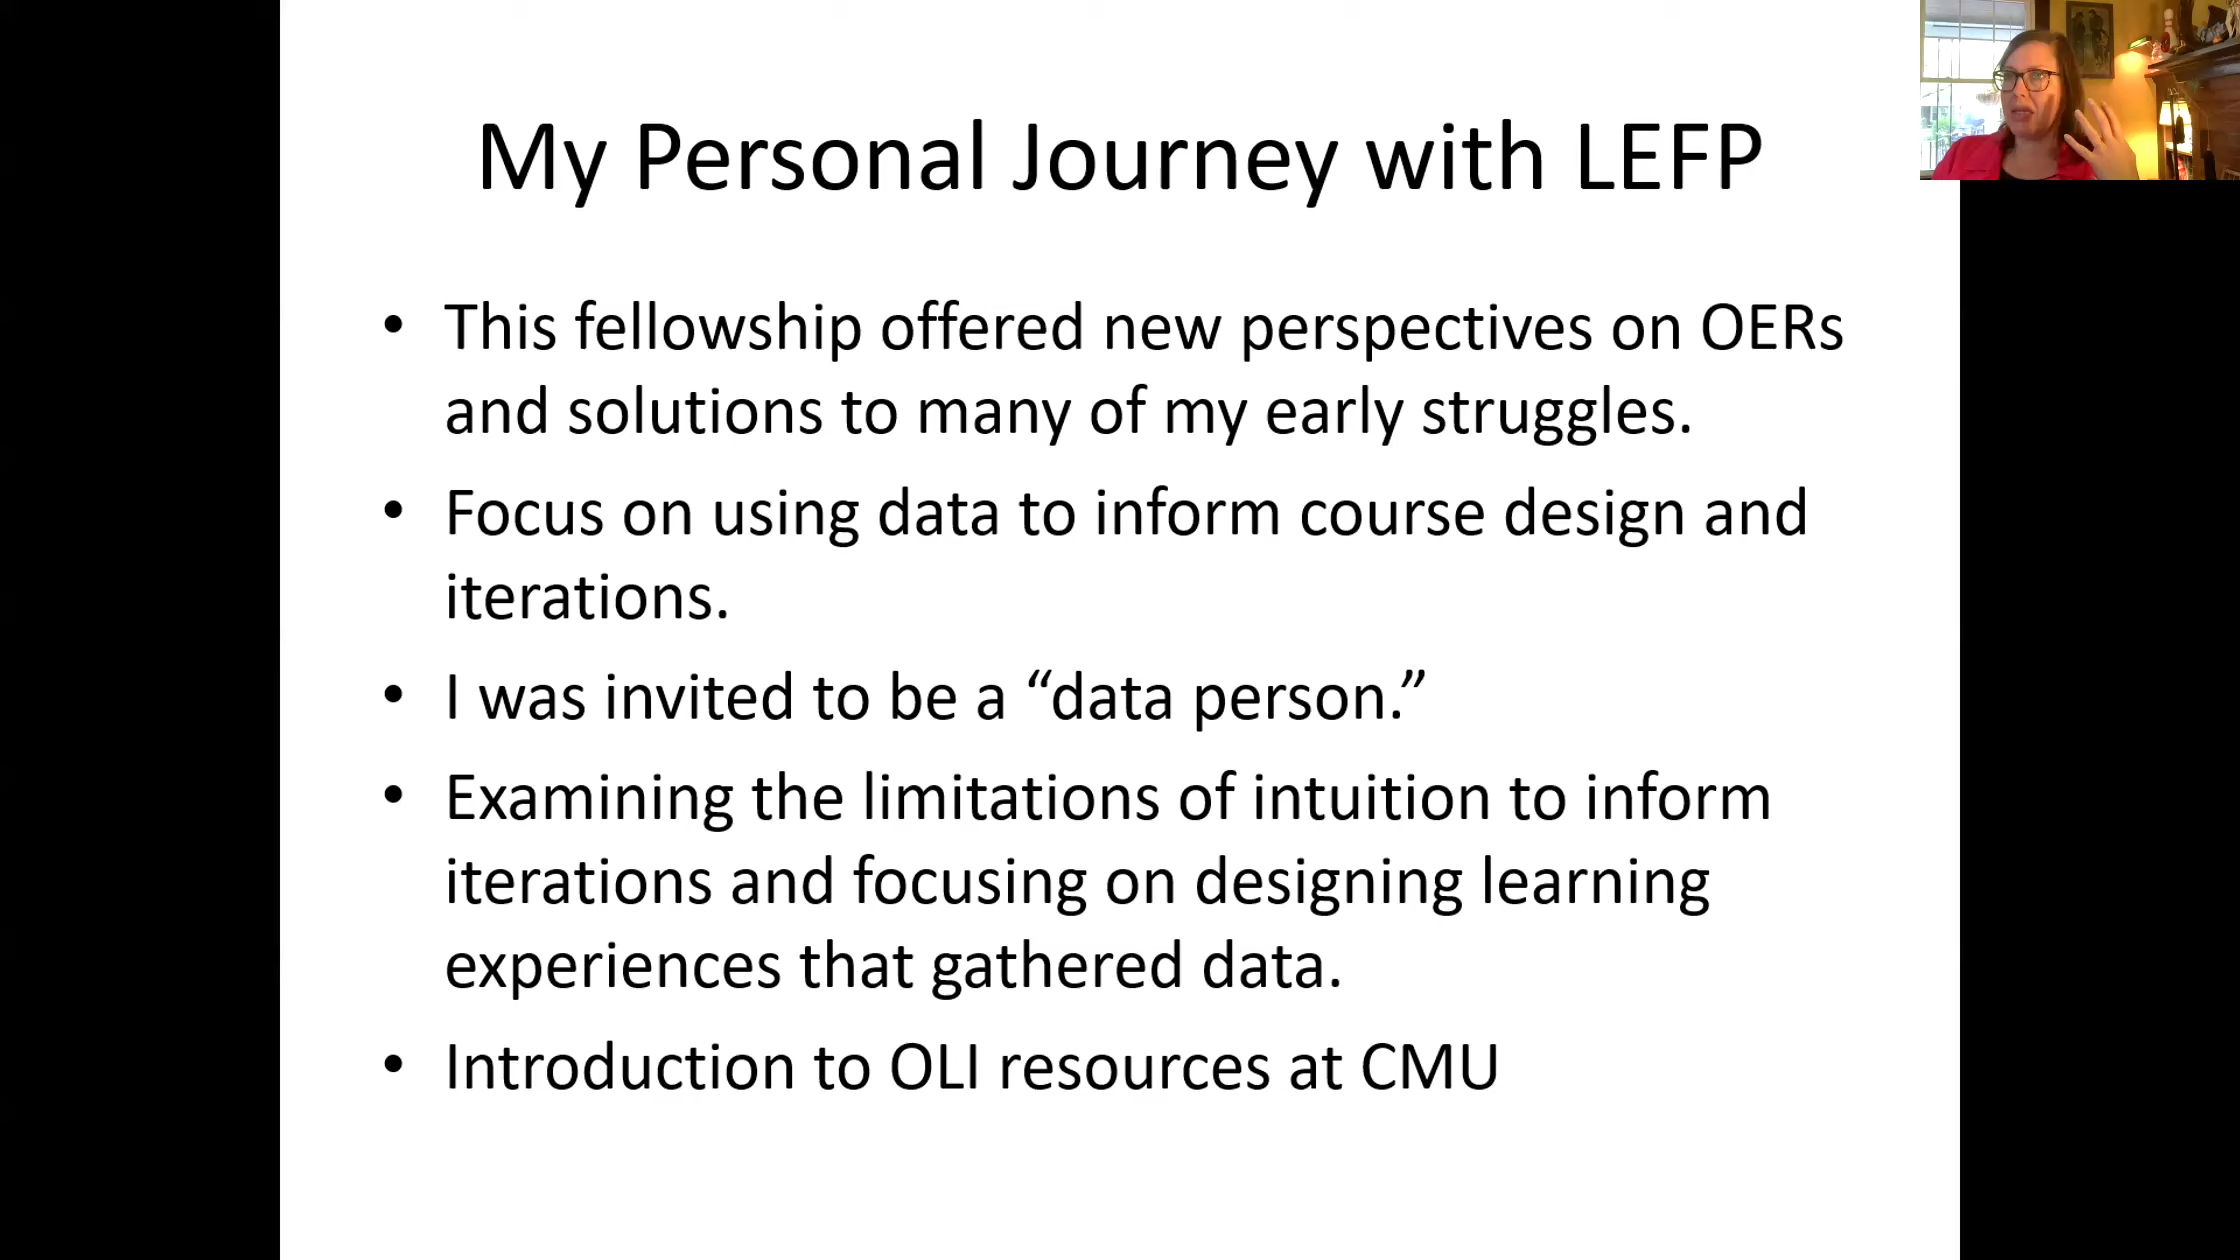 My Personal Journey with LEFP
• This fellowship offered new perspectives on OERs
and solutions to many of my early struggles.
• Focus on using data to inform course design and
iterations.
• I was invited to be a “data person.”
• Examining the limitations of intuition to inform
iterations and focusing on designing learning
experiences that gathered data.
• Introduction to OLI resources at CMU